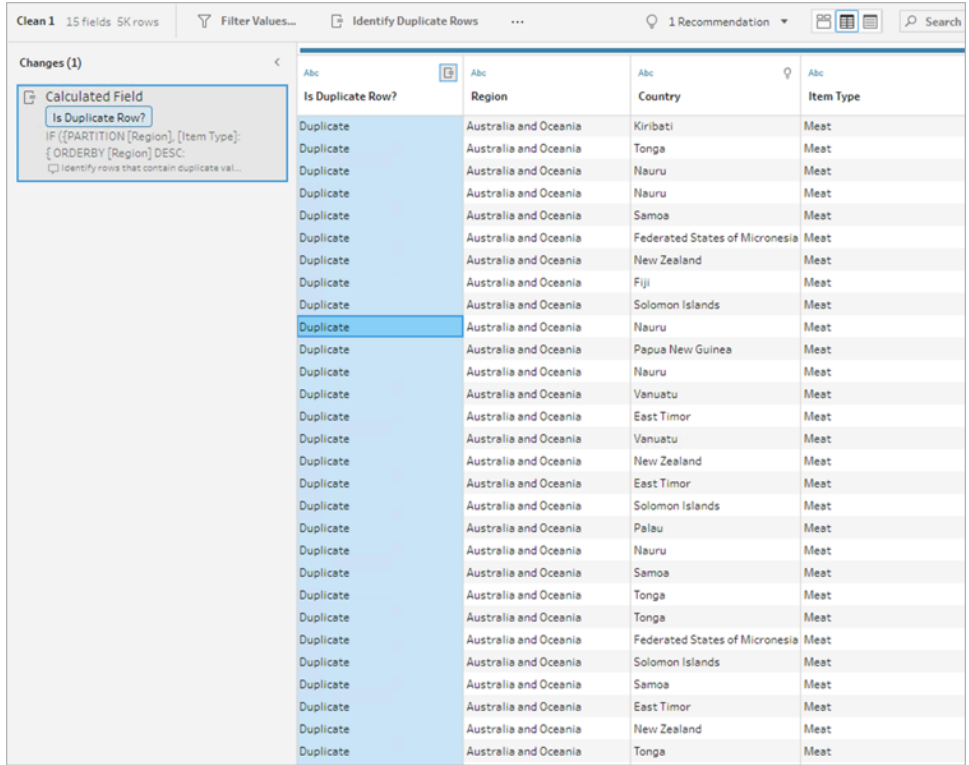 Clean 1 15 fields 5K rows Filter Values... Identify Duplicate Rows ... 1 Recommendation Search
Changes (1)
Calculated Field
Is Duplicate Row?
IF ({PARTITION [Region], [Item Type]:
{ ORDERBY [Region] DESC:
Identify rows that contain duplicate val...
Abc Abc Abc Abc
Is Duplicate Row? Region Country Item Type
Duplicate Australia and Oceania Kiribati Meat
Duplicate Australia and Oceania Tonga Meat
Duplicate Australia and Oceania Nauru Meat
Duplicate Australia and Oceania Nauru Meat
Duplicate Australia and Oceania Samoa Meat
Duplicate Australia and Oceania Federated States of Micronesia Meat
Duplicate Australia and Oceania New Zealand Meat
Duplicate Australia and Oceania Fiji Meat
Duplicate Australia and Oceania Solomon Islands Meat
Duplicate Australia and Oceania Nauru Meat
Duplicate Australia and Oceania Papua New Guinea Meat
Duplicate Australia and Oceania Nauru Meat
Duplicate Australia and Oceania Vanuatu Meat
Duplicate Australia and Oceania East Timor Meat
Duplicate Australia and Oceania Vanuatu Meat
Duplicate Australia and Oceania New Zealand Meat
Duplicate Australia and Oceania East Timor Meat
Duplicate Australia and Oceania Solomon Islands Meat
Duplicate Australia and Oceania Palau Meat
Duplicate Australia and Oceania Nauru Meat
Duplicate Australia and Oceania Samoa Meat
Duplicate Australia and Oceania Tonga Meat
Duplicate Australia and Oceania Tonga Meat
Duplicate Australia and Oceania Federated States of Micronesia Meat
Duplicate Australia and Oceania Solomon Islands Meat
Duplicate Australia and Oceania Samoa Meat
Duplicate Australia and Oceania East Timor Meat
Duplicate Australia and Oceania New Zealand Meat
Duplicate Australia and Oceania Tonga Meat